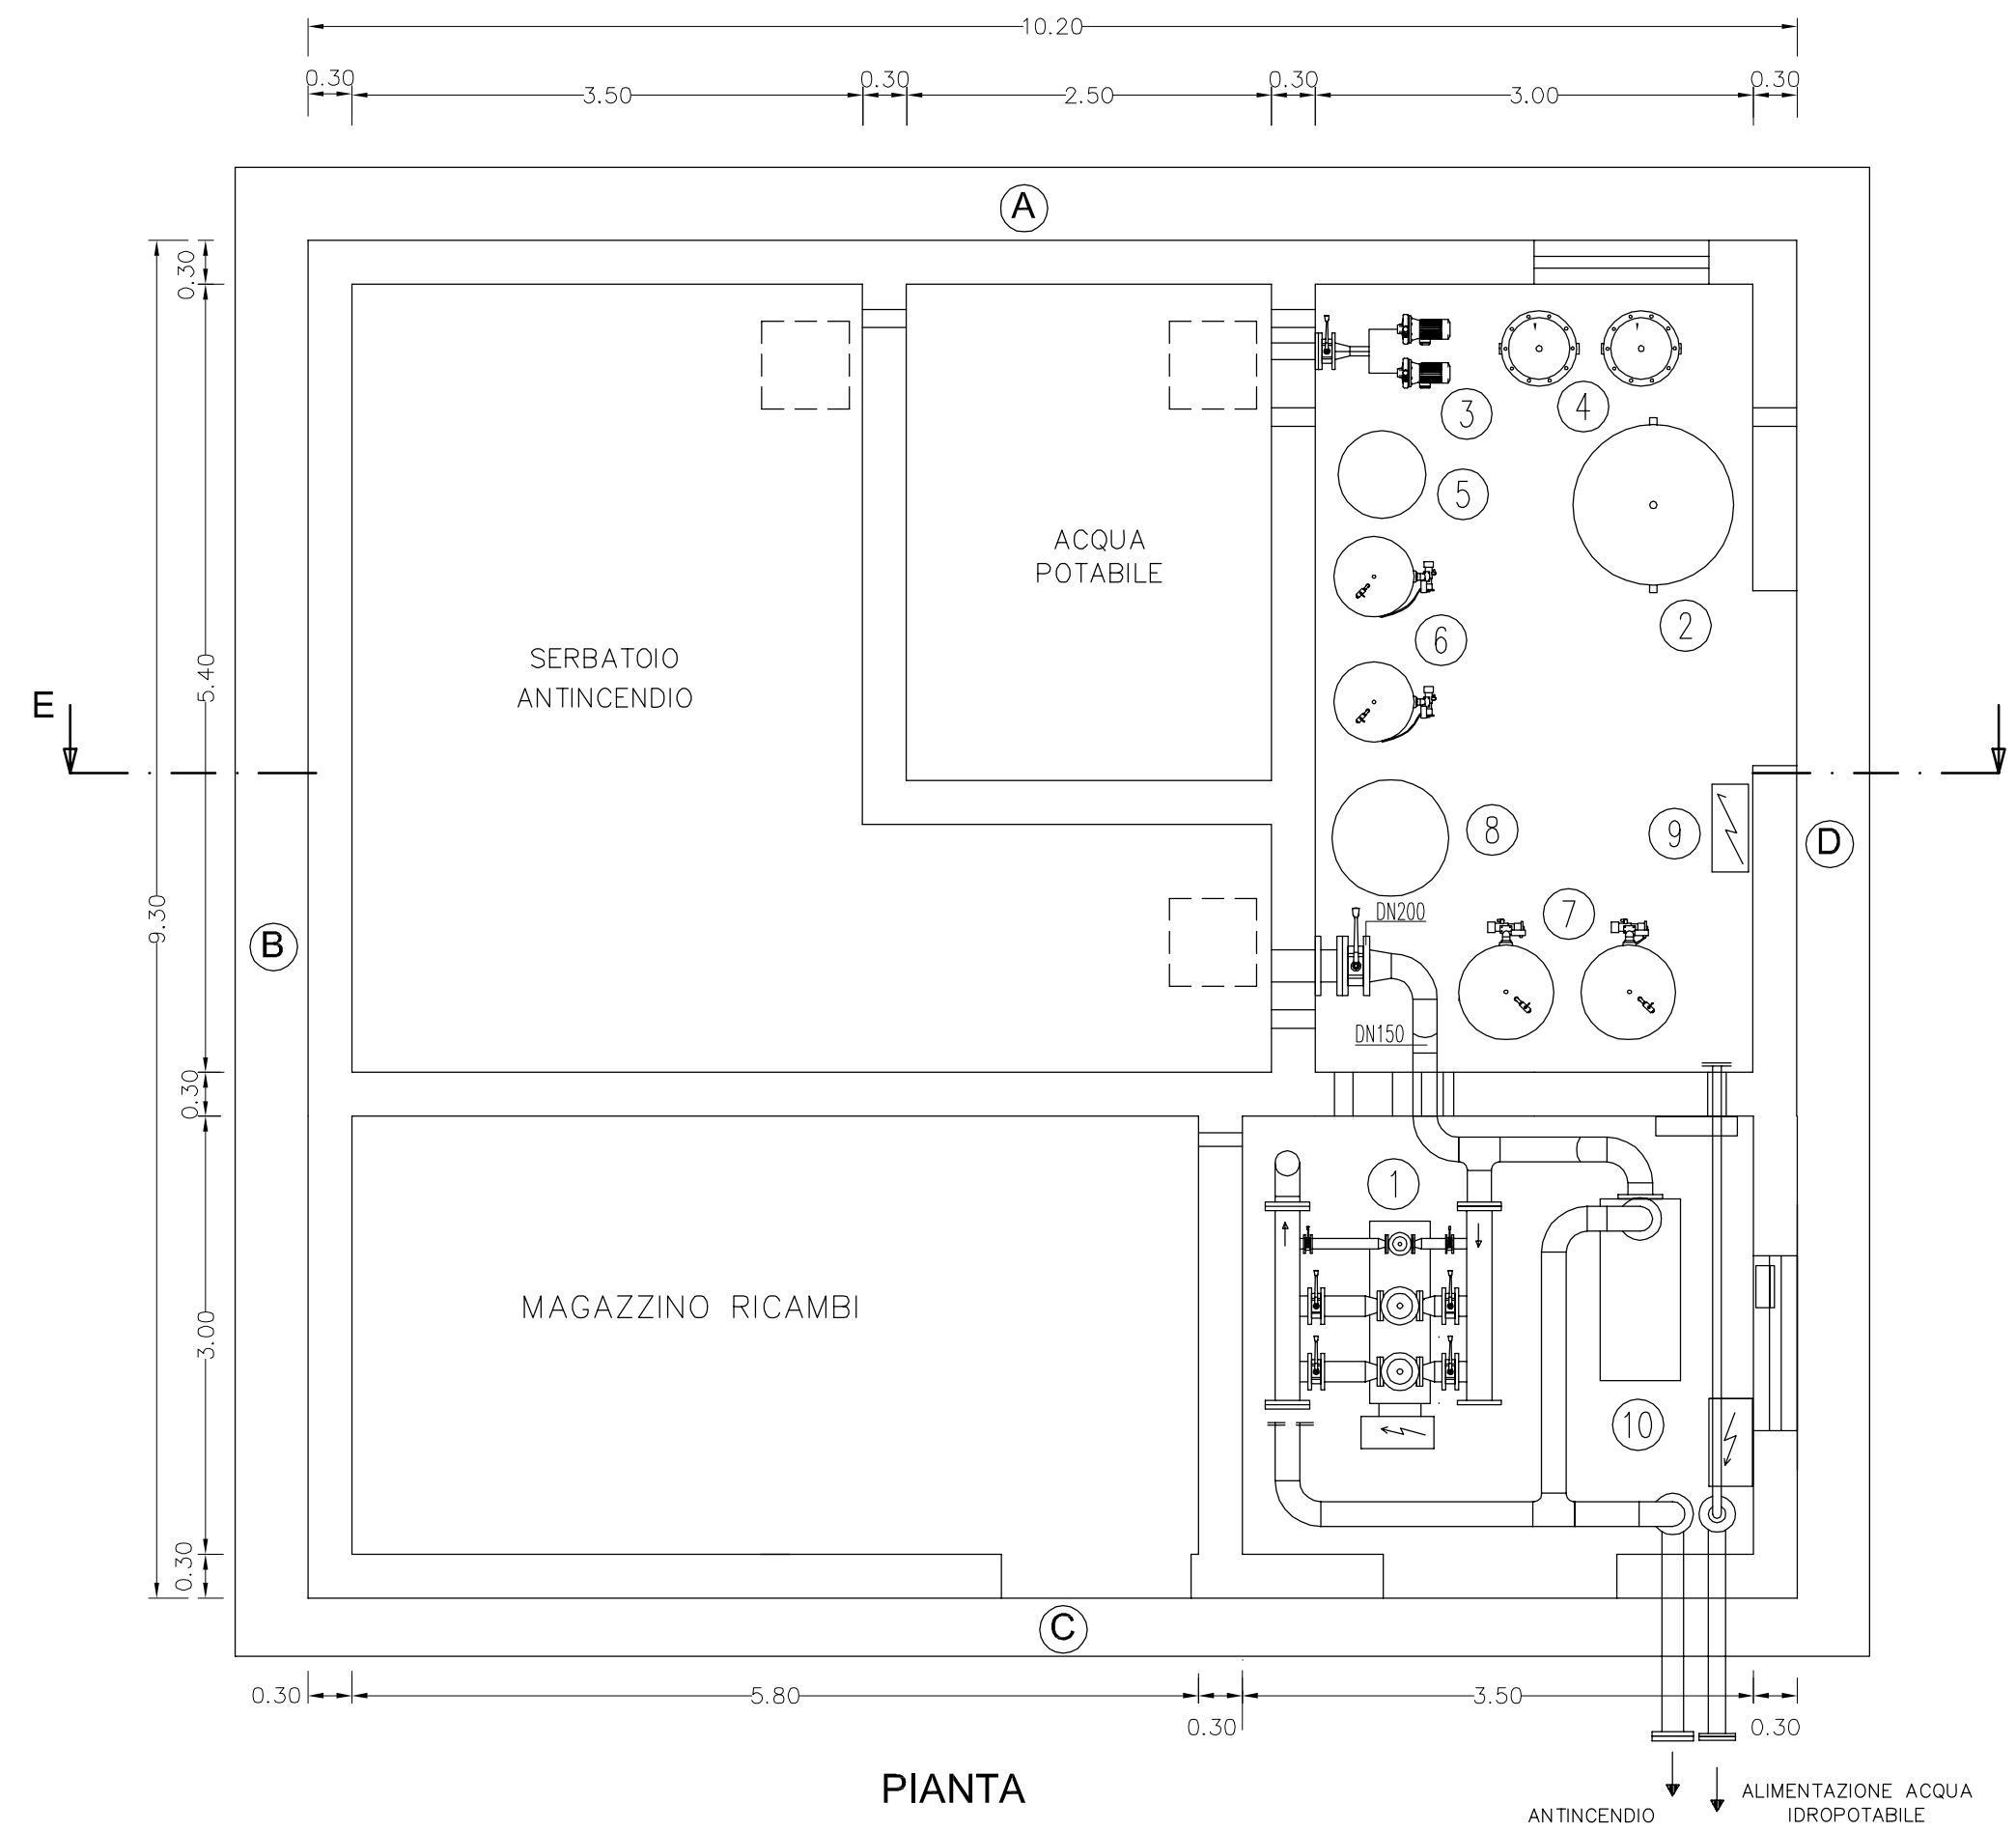 10.20
0.30 3.50 0.30 2.50 0.30 3.00 0.30
A
0.30
3
4
5
ACQUA
POTABILE
2
6
SERBATOIO
ANTINCENDIO
5.40
E
8
9
D
9.30
B
DN200
7
DN150
0.30
1
MAGAZZINO RICAMBI
3.00
10
0.30
C
0.30 5.80 0.30 3.50 0.30
PIANTA
ANTINCENDIO
ALIMENTAZIONE ACQUA
IDROPOTABILE